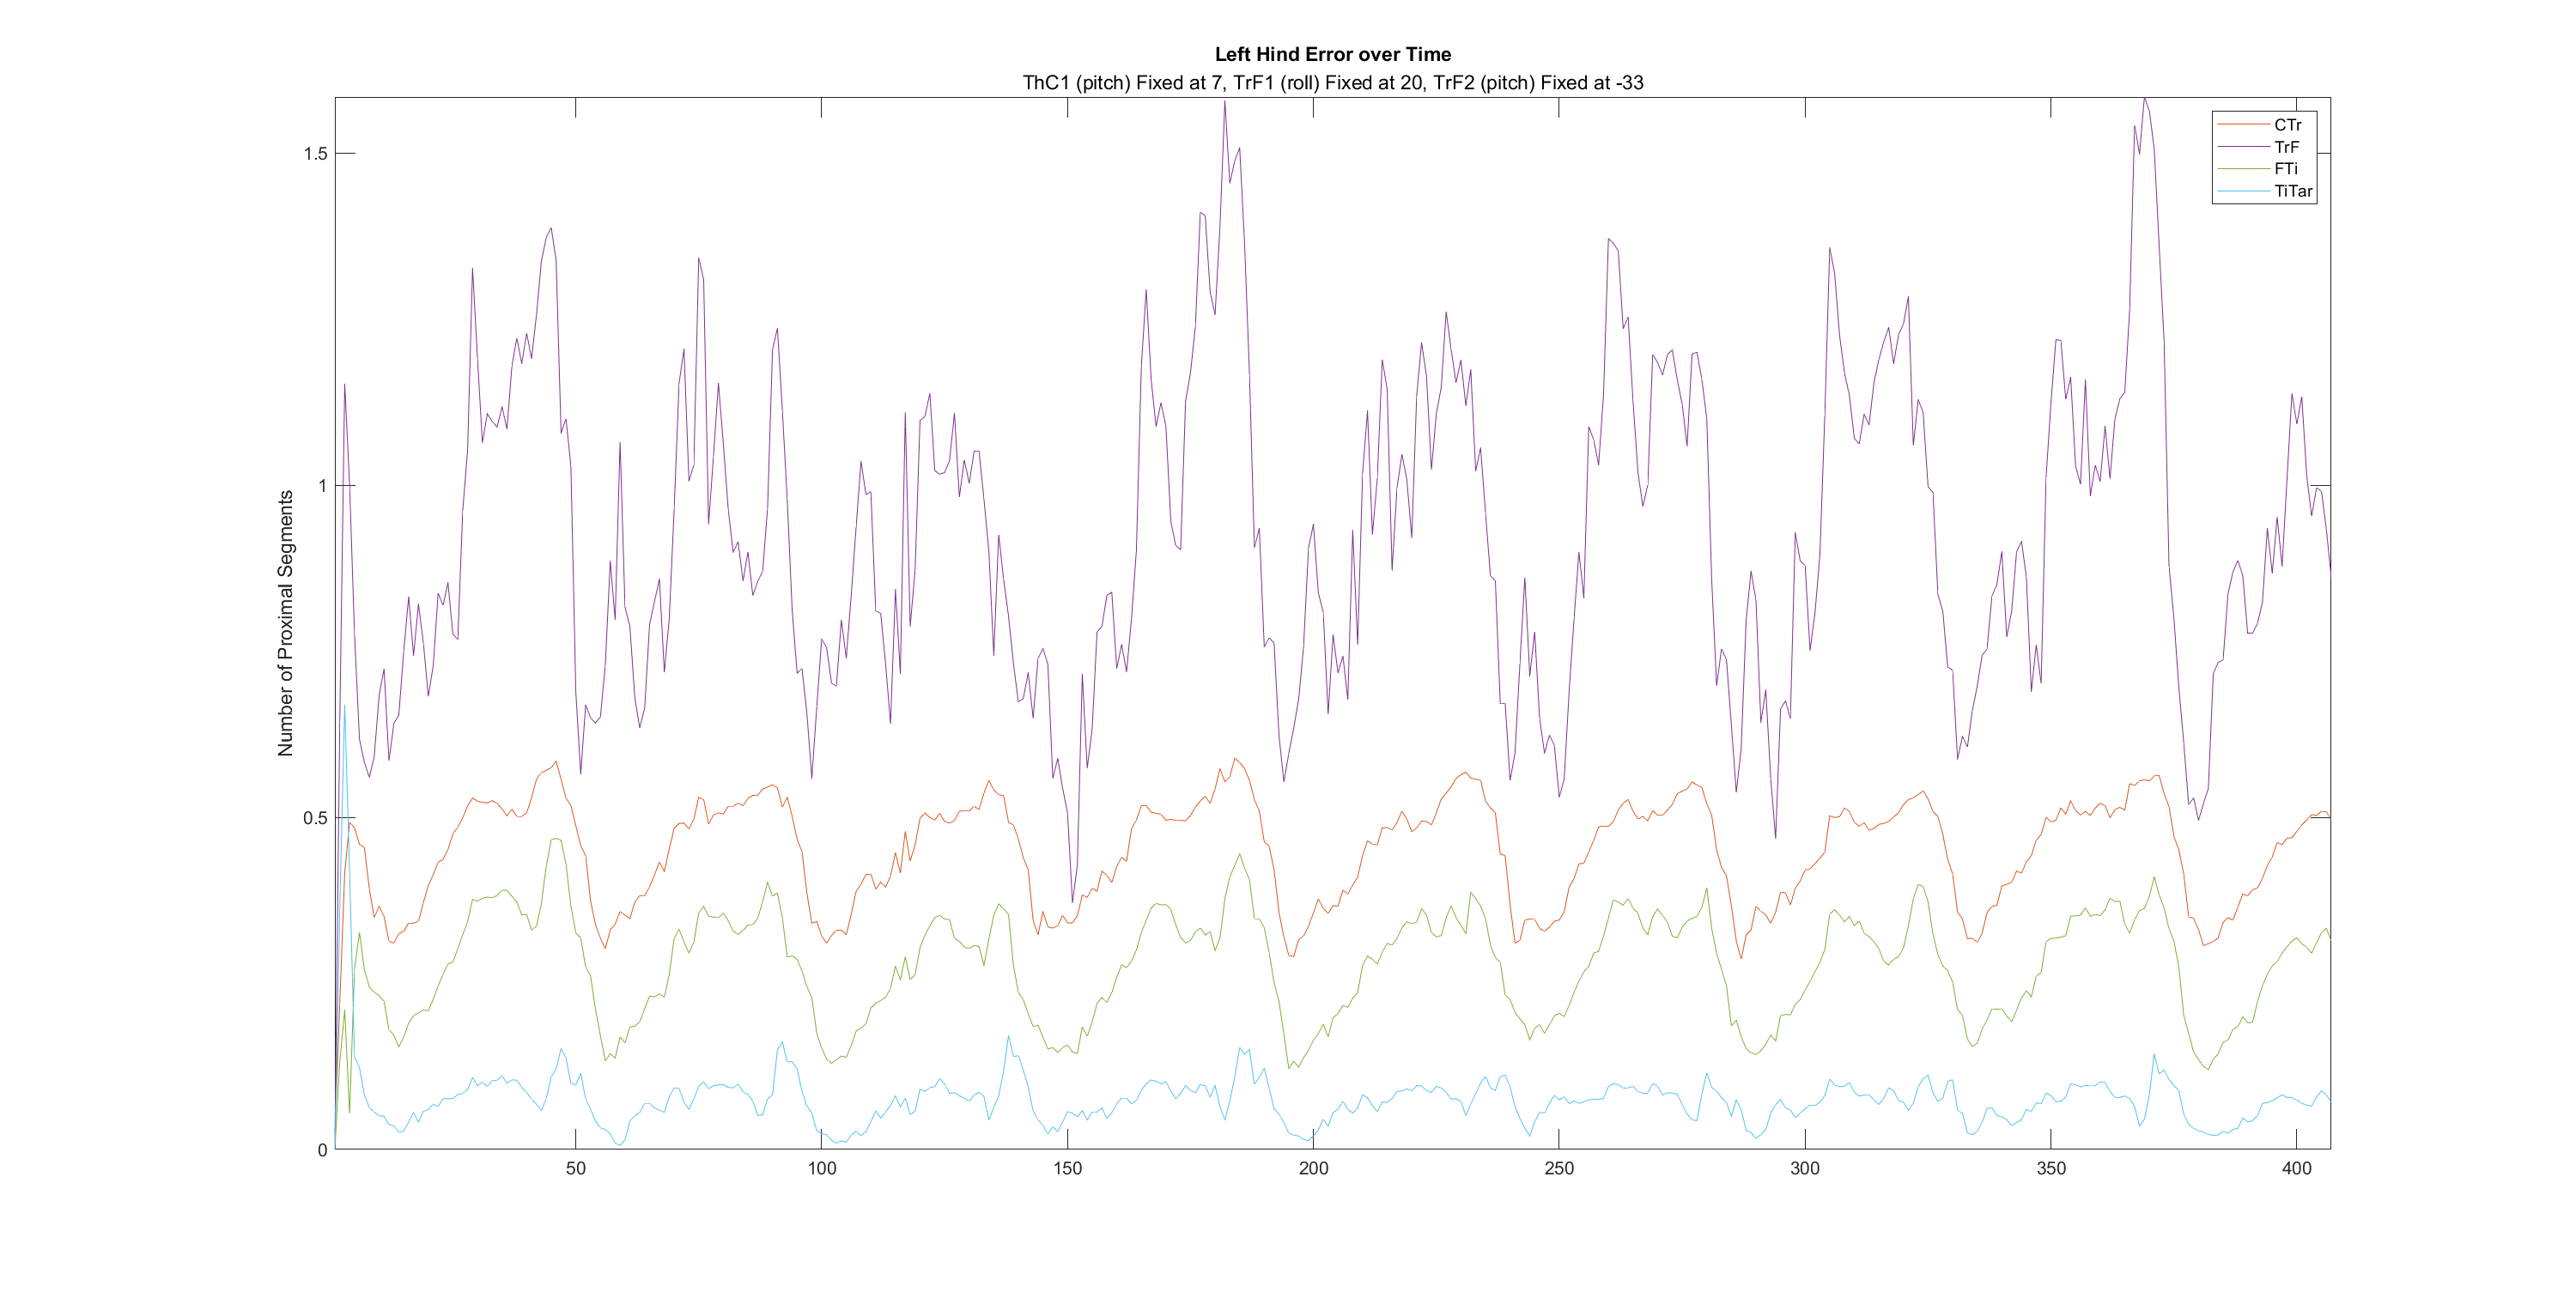 Left Hind Error over Time
ThC1 (pitch) Fixed at 7, TrF1 (roll) Fixed at 20, TrF2 (pitch) Fixed at -33
CTr
TrF
FTi
TiTar
Number of Proximal Segments
1.5
1
0.5
0
50
100
150
200
250
300
350
400